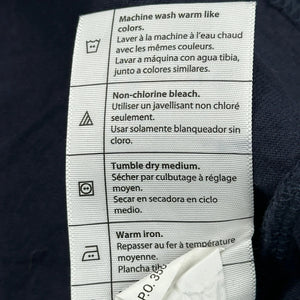 Machine wash warm like
colors.
Laver à la machine à l'eau chaud
avec les mêmes couleurs.
Lavar a máquina con agua tibia,
junto a colores similares.
Non-chlorine bleach.
Utiliser un javellisant non chloré
seulement.
Usar solamente blanqueador sin
cloro.
Tumble dry medium.
Sécher par culbutage à réglage
moyen.
Secar en secadora en ciclo
medio.
Warm iron.
Repasser au fer à température
moyenne.
Plancha
P.O.